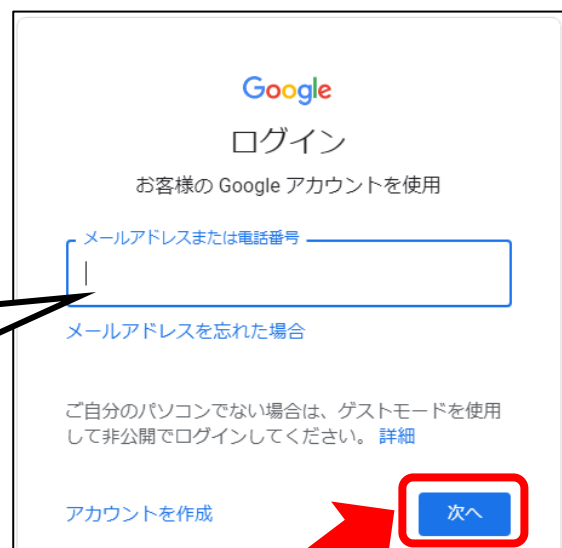 Google
ログイン
お客様の Google アカウントを使用
メールアドレスまたは電話番号
メールアドレスを忘れた場合
ご自分のパソコンでない場合は、ゲストモードを使用
して非公開でログインしてください。 詳細
アカウントを作成
次へ